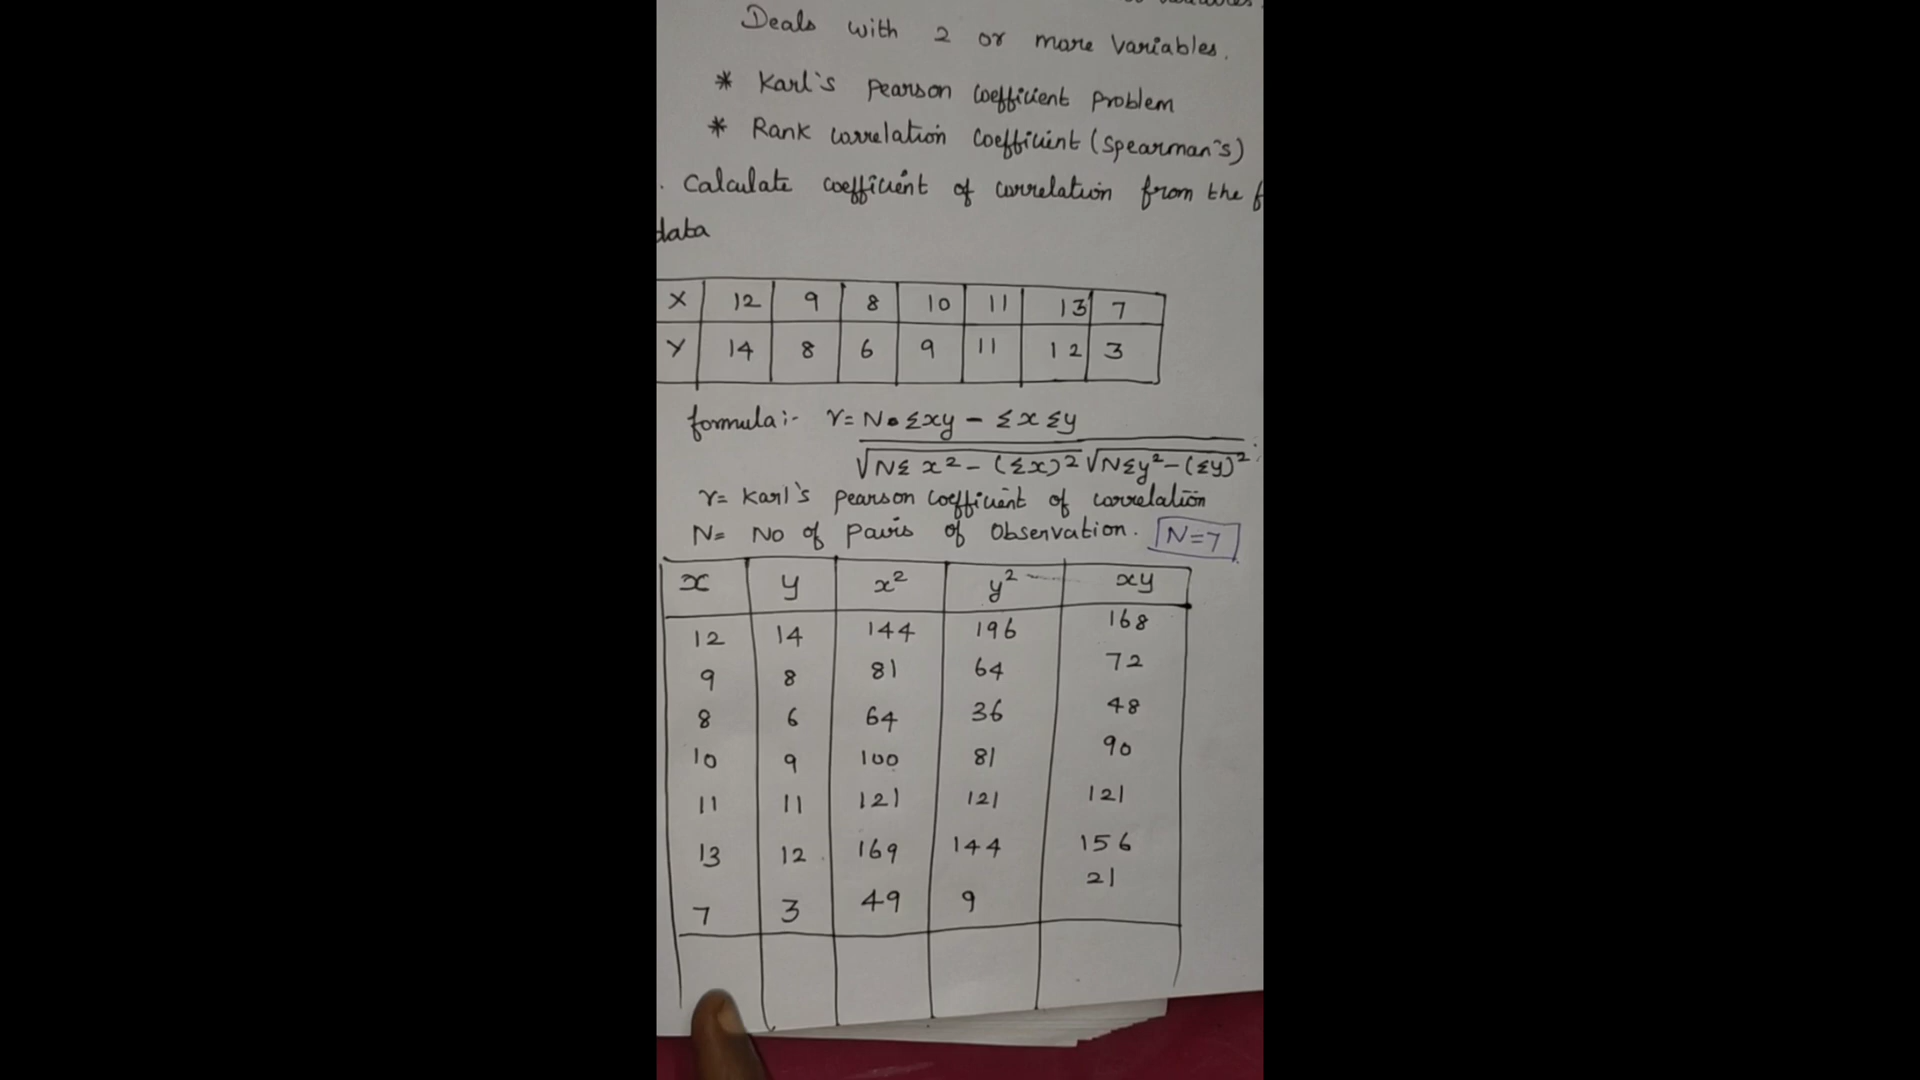 Deals with 2 or more variables.
* Karl's pearson coefficient problem
* Rank correlation coefficient (Spearman's)
. Calculate coefficient of correlation from the f
data
X 12 9 8 10 11 13 7
Y 14 8 6 9 11 12 3
formula:- r = N.Σxy - Σx Σy
√NΣx²-(Σx)² √NΣy²-(Σy)²
r= Karl's pearson coefficient of correlation
N= No of pairs of Observation. N=7
x y x² y² xy
12 14 144 196 168
9 8 81 64 72
8 6 64 36 48
10 9 100 81 90
11 11 121 121 121
13 12 169 144 156
7 3 49 9 21